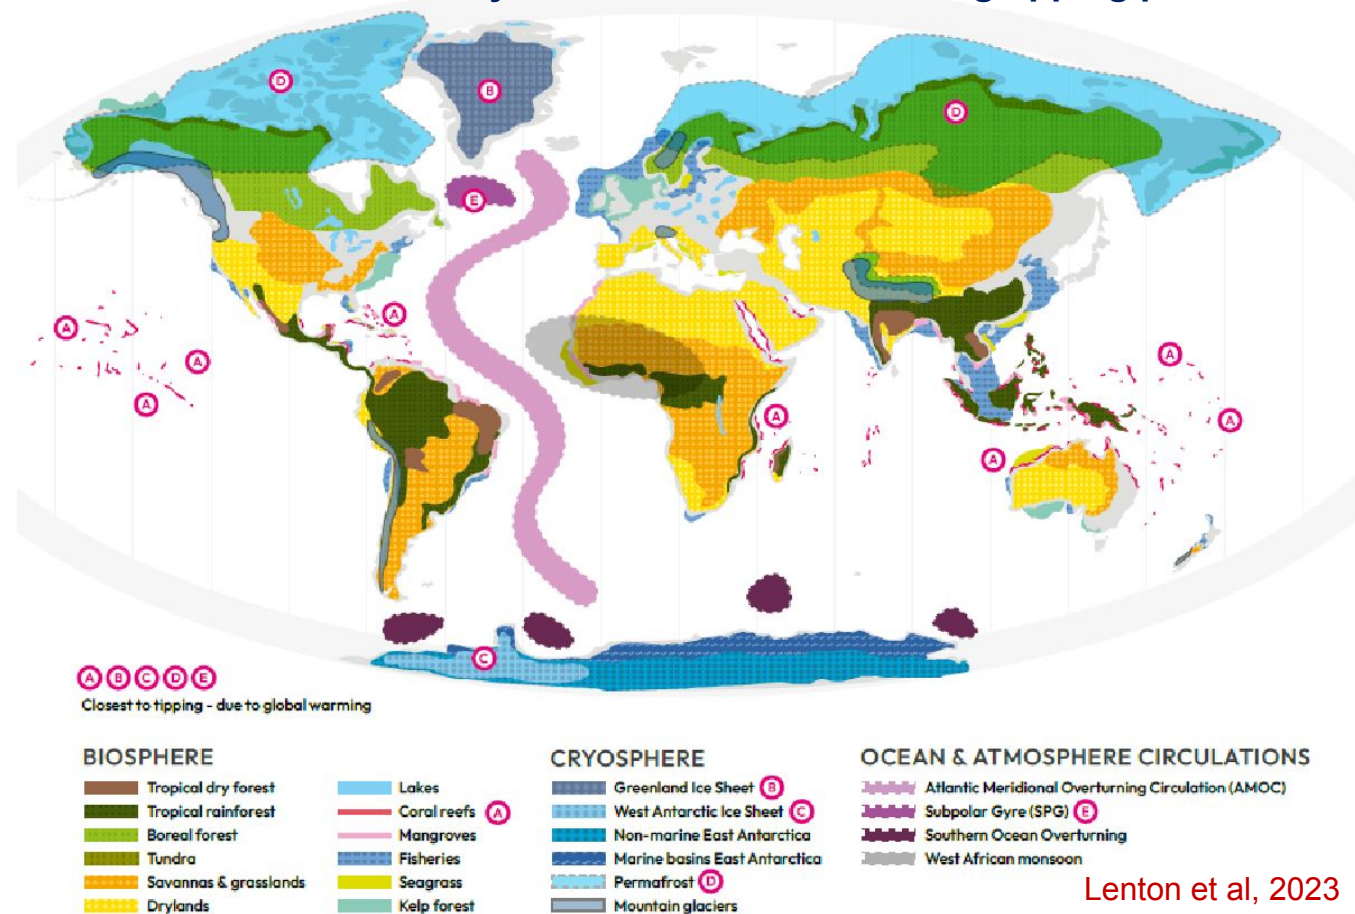 D
B
D
E
A
A
A
A
A
A
A
A
A
C
A B C D E
Closest to tipping - due to global warming
BIOSPHERE
Tropical dry forest
Tropical rainforest
Boreal forest
Tundra
Savannas & grasslands
Drylands
Lakes
Coral reefs A
Mangroves
Fisheries
Seagrass
Kelp forest
CRYOSPHERE
Greenland Ice Sheet B
West Antarctic Ice Sheet C
Non-marine East Antarctica
Marine basins East Antarctica
Permafrost D
Mountain glaciers
OCEAN & ATMOSPHERE CIRCULATIONS
Atlantic Meridional Overturning Circulation (AMOC)
Subpolar Gyre (SPG) E
Southern Ocean Overturning
West African monsoon
Lenton et al, 2023